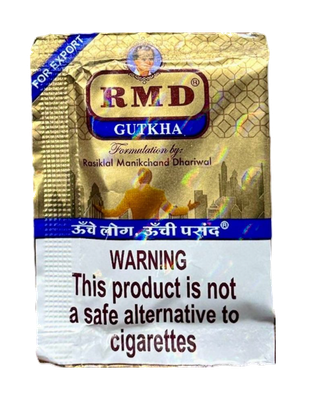 FOR EXPORT
RMD®
GUTKHA
Formulation by:
Rasiklal Manikchand Dhariwal
ऊँचे लोग, ऊँची पसंद®
WARNING
This product is not
a safe alternative to
cigarettes